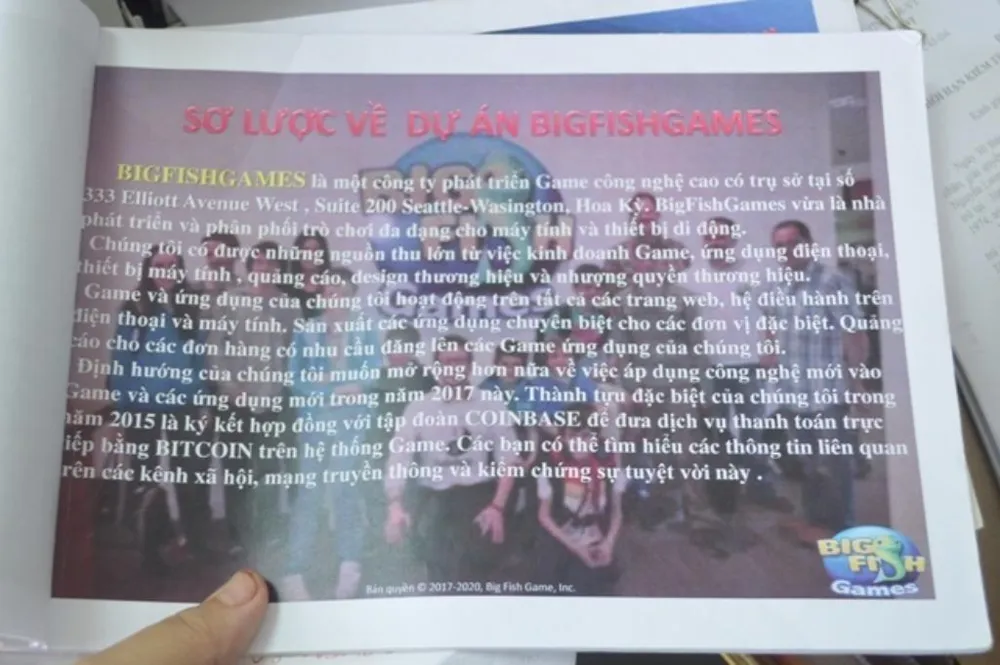 SƠ LƯỢC VỀ DỰ ÁN BIGFISHGAMES
BIGFISHGAMES là một công ty phát triển Game công nghệ cao có trụ sở tại số
333 Elliott Avenue West , Suite 200 Seattle-Wasington, Hoa Kỳ. BigFishGames vừa là nhà
phát triển và phân phối trò chơi đa dạng cho máy tính và thiết bị di động.
Chúng tôi có được những nguồn thu lớn từ việc kinh doanh Game, ứng dụng điện thoại,
thiết bị máy tính , quảng cáo, design thương hiệu và nhượng quyền thương hiệu.
Game và ứng dụng của chúng tôi hoạt động trên tất cả các trang web, hệ điều hành trên
điện thoại và máy tính. Sản xuất các ứng dụng chuyên biệt cho các đơn vị đặc biệt. Quảng
cáo cho các đơn hàng có nhu cầu đăng lên các Game ứng dụng của chúng tôi.
Định hướng của chúng tôi muốn mở rộng hơn nữa về việc áp dụng công nghệ mới vào
Game và các ứng dụng mới trong năm 2017 này. Thành tựu đặc biệt của chúng tôi trong
năm 2015 là ký kết hợp đồng với tập đoàn COINBASE để đưa dịch vụ thanh toán trực
tiếp bằng BITCOIN trên hệ thống Game. Các bạn có thể tìm hiểu các thông tin liên quan
trên các kênh xã hội, mạng truyền thông và kiểm chứng sự tuyệt vời này .
BIG
FISH
Games
Bản quyền © 2017-2020, Big Fish Game, Inc.
BIG
FISH
Games